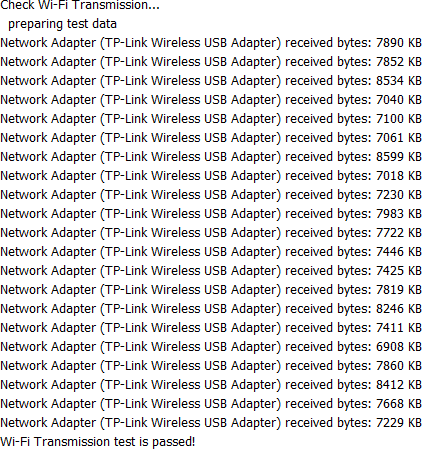 Check Wi-Fi Transmission...
preparing test data
Network Adapter (TP-Link Wireless USB Adapter) received bytes: 7890 KB
Network Adapter (TP-Link Wireless USB Adapter) received bytes: 7852 KB
Network Adapter (TP-Link Wireless USB Adapter) received bytes: 8534 KB
Network Adapter (TP-Link Wireless USB Adapter) received bytes: 7040 KB
Network Adapter (TP-Link Wireless USB Adapter) received bytes: 7100 KB
Network Adapter (TP-Link Wireless USB Adapter) received bytes: 7061 KB
Network Adapter (TP-Link Wireless USB Adapter) received bytes: 8599 KB
Network Adapter (TP-Link Wireless USB Adapter) received bytes: 7018 KB
Network Adapter (TP-Link Wireless USB Adapter) received bytes: 7230 KB
Network Adapter (TP-Link Wireless USB Adapter) received bytes: 7983 KB
Network Adapter (TP-Link Wireless USB Adapter) received bytes: 7722 KB
Network Adapter (TP-Link Wireless USB Adapter) received bytes: 7446 KB
Network Adapter (TP-Link Wireless USB Adapter) received bytes: 7425 KB
Network Adapter (TP-Link Wireless USB Adapter) received bytes: 7819 KB
Network Adapter (TP-Link Wireless USB Adapter) received bytes: 8246 KB
Network Adapter (TP-Link Wireless USB Adapter) received bytes: 7411 KB
Network Adapter (TP-Link Wireless USB Adapter) received bytes: 6908 KB
Network Adapter (TP-Link Wireless USB Adapter) received bytes: 7860 KB
Network Adapter (TP-Link Wireless USB Adapter) received bytes: 8412 KB
Network Adapter (TP-Link Wireless USB Adapter) received bytes: 7668 KB
Network Adapter (TP-Link Wireless USB Adapter) received bytes: 7229 KB
Wi-Fi Transmission test is passed!